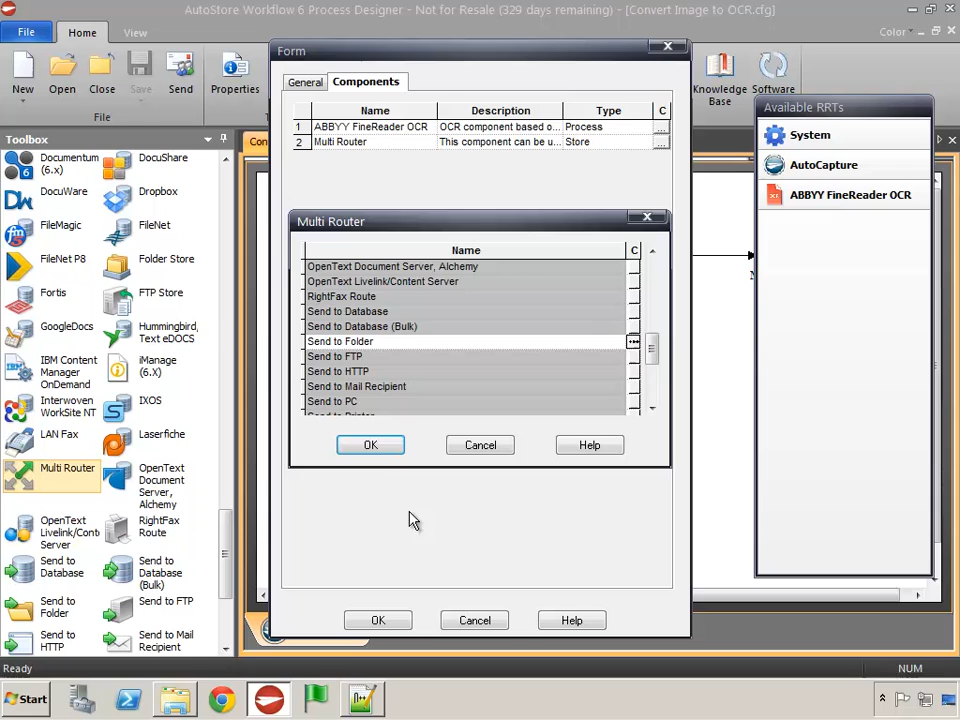 AutoStore Workflow 6 Process Designer - Not for Resale (329 days remaining) - [Convert Image to OCR.cfg]
File
Home
View
Color
New
Open
Close
Save
Send
Properties
File
Knowledge
Base
Software
Toolbox
Documentum
(6.x)
DocuShare
DocuWare
Dropbox
FileMagic
FileNet
FileNet P8
Folder Store
Fortis
FTP Store
GoogleDocs
Hummingbird,
Text eDOCS
IBM Content
Manager
OnDemand
iManage
(6.X)
Interwoven
WorkSite NT
IXOS
LAN Fax
Laserfiche
Multi Router
OpenText
Document
Server,
Alchemy
OpenText
Livelink/Conte
Server
RightFax
Route
Send to
Database
Send to
Database
(Bulk)
Send to
Folder
Send to FTP
Send to
HTTP
Send to Mail
Recipient
Con
Form
General
Components
Name
Description
Type
C
1
ABBYY FineReader OCR
OCR component based o...
Process
...
2
Multi Router
This component can be u...
Store
...
Multi Router
Name
C
OpenText Document Server, Alchemy
OpenText Livelink/Content Server
RightFax Route
Send to Database
Send to Database (Bulk)
Send to Folder
Send to FTP
Send to HTTP
Send to Mail Recipient
Send to PC
Send to Printer
OK
Cancel
Help
OK
Cancel
Help
Available RRTs
System
AutoCapture
ABBYY FineReader OCR
Ready
NUM
Start